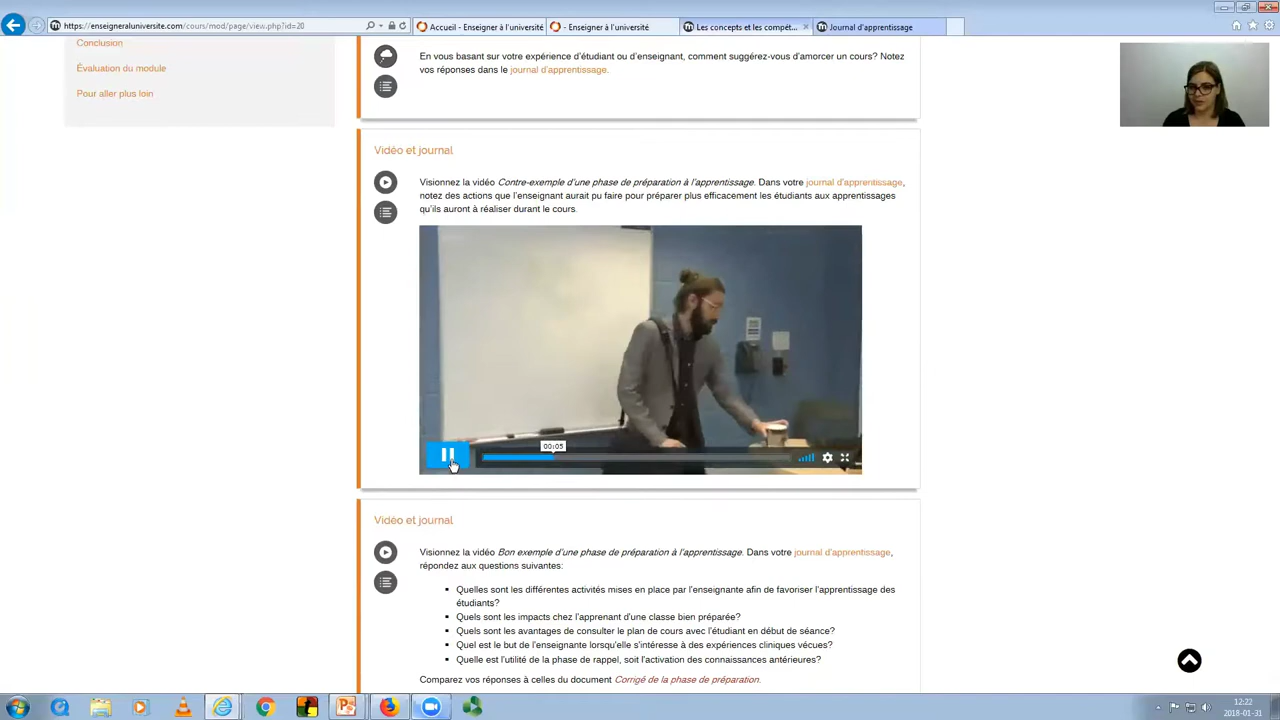 https://enseigneraluniversite.com/cours/mod/page/view.php?id=20
Accueil - Enseigner à l'université
- Enseigner à l'université
Les concepts et les compét...
Journal d'apprentissage
Conclusion
Évaluation du module
Pour aller plus loin
En vous basant sur votre expérience d'étudiant ou d'enseignant, comment suggérez-vous d'amorcer un cours? Notez
vos réponses dans le journal d'apprentissage.
Vidéo et journal
Visionnez la vidéo Contre-exemple d'une phase de préparation à l'apprentissage. Dans votre journal d'apprentissage,
notez des actions que l'enseignant aurait pu faire pour préparer plus efficacement les étudiants aux apprentissages
qu'ils auront à réaliser durant le cours.
00:05
Vidéo et journal
Visionnez la vidéo Bon exemple d'une phase de préparation à l'apprentissage. Dans votre journal d'apprentissage,
répondez aux questions suivantes:
Quelles sont les différentes activités mises en place par l'enseignante afin de favoriser l'apprentissage des
étudiants?
Quels sont les impacts chez l'apprenant d'une classe bien préparée?
Quels sont les avantages de consulter le plan de cours avec l'étudiant en début de séance?
Quel est le but de l'enseignante lorsqu'elle s'intéresse à des expériences cliniques vécues?
Quelle est l'utilité de la phase de rappel, soit l'activation des connaissances antérieures?
Comparez vos réponses à celles du document Corrigé de la phase de préparation.
12:22
2018-01-31